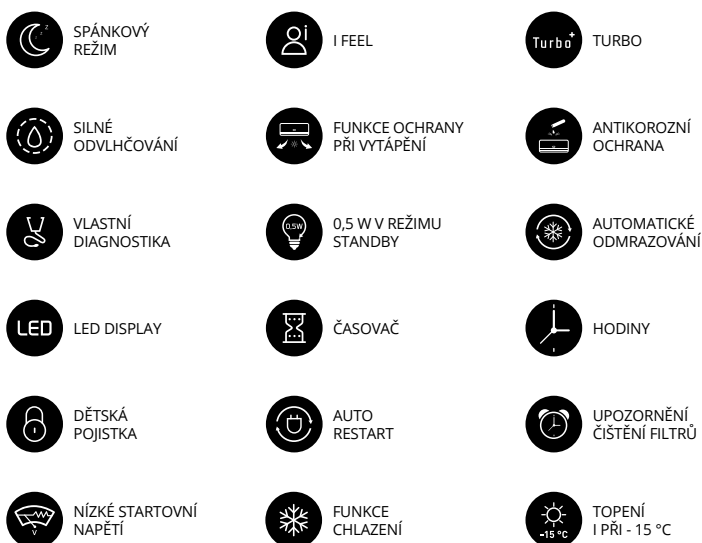 SPÁNKOVÝ
REŽIM
i
I FEEL
Turbo+
TURBO
SILNÉ
ODVLHČOVÁNÍ
FUNKCE OCHRANY
PŘI VYTÁPĚNÍ
ANTIKOROZNÍ
OCHRANA
VLASTNÍ
DIAGNOSTIKA
0,5W
0,5 W V REŽIMU
STANDBY
AUTOMATICKÉ
ODMRAZOVÁNÍ
LED
LED DISPLAY
ČASOVAČ
HODINY
DĚTSKÁ
POJISTKA
AUTO
RESTART
UPOZORNĚNÍ
ČIŠTĚNÍ FILTRŮ
V
NÍZKÉ STARTOVNÍ
NAPĚTÍ
FUNKCE
CHLAZENÍ
-15 °C
TOPENÍ
I PŘI - 15 °C